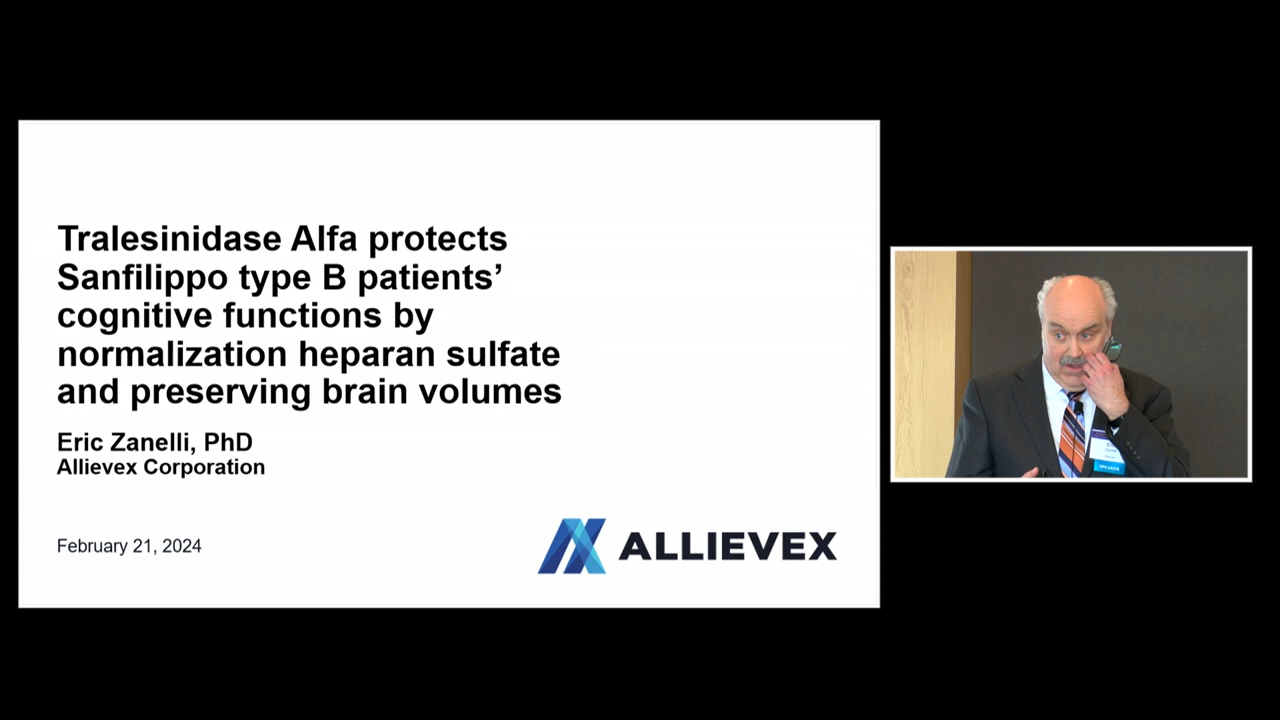 Tralesinidase Alfa protects
Sanfilippo type B patients’
cognitive functions by
normalization heparan sulfate
and preserving brain volumes
Eric Zanelli, PhD
Allievex Corporation
February 21, 2024
ALLIEVEX
SPEAKER